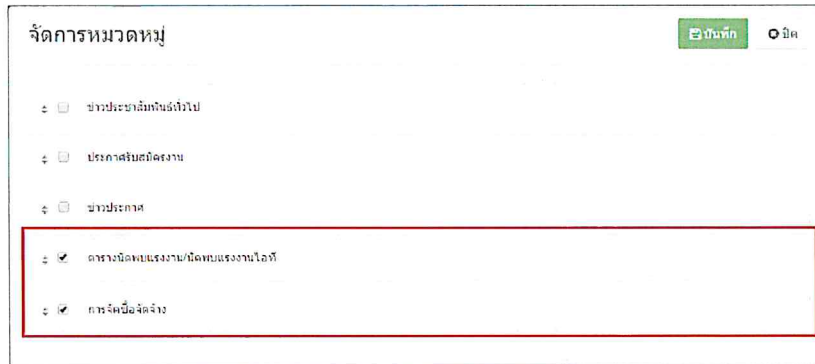 จัดการหมวดหมู่
บันทึก
ปิด
ข่าวประชาสัมพันธ์ทั่วไป
ประกาศรับสมัครงาน
ข่าวประกาศ
ตารางนัดพบแรงงาน/นัดพบแรงงานไอที
การจัดซื้อจัดจ้าง